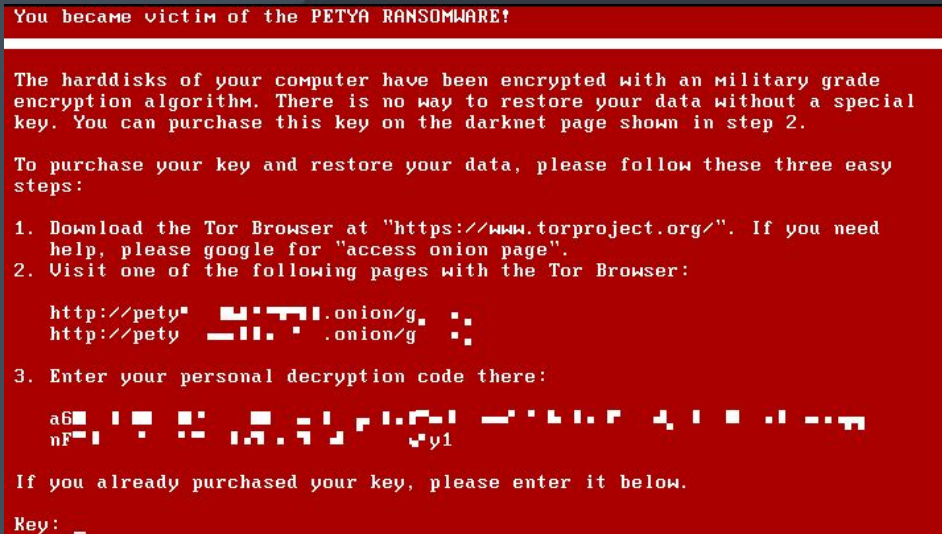 You became victim of the PETYA RANSOMWARE!
The harddisks of your computer have been encrypted with an military grade
encryption algorithm. There is no way to restore your data without a special
key. You can purchase this key on the darknet page shown in step 2.
To purchase your key and restore your data, please follow these three easy
steps:
1. Download the Tor Browser at "https://www.torproject.org/". If you need
help, please google for "access onion page".
2. Visit one of the following pages with the Tor Browser:
http://pety .onion/g
http://pety .onion/g
3. Enter your personal decryption code there:
a6
nF y1
If you already purchased your key, please enter it below.
Key: _